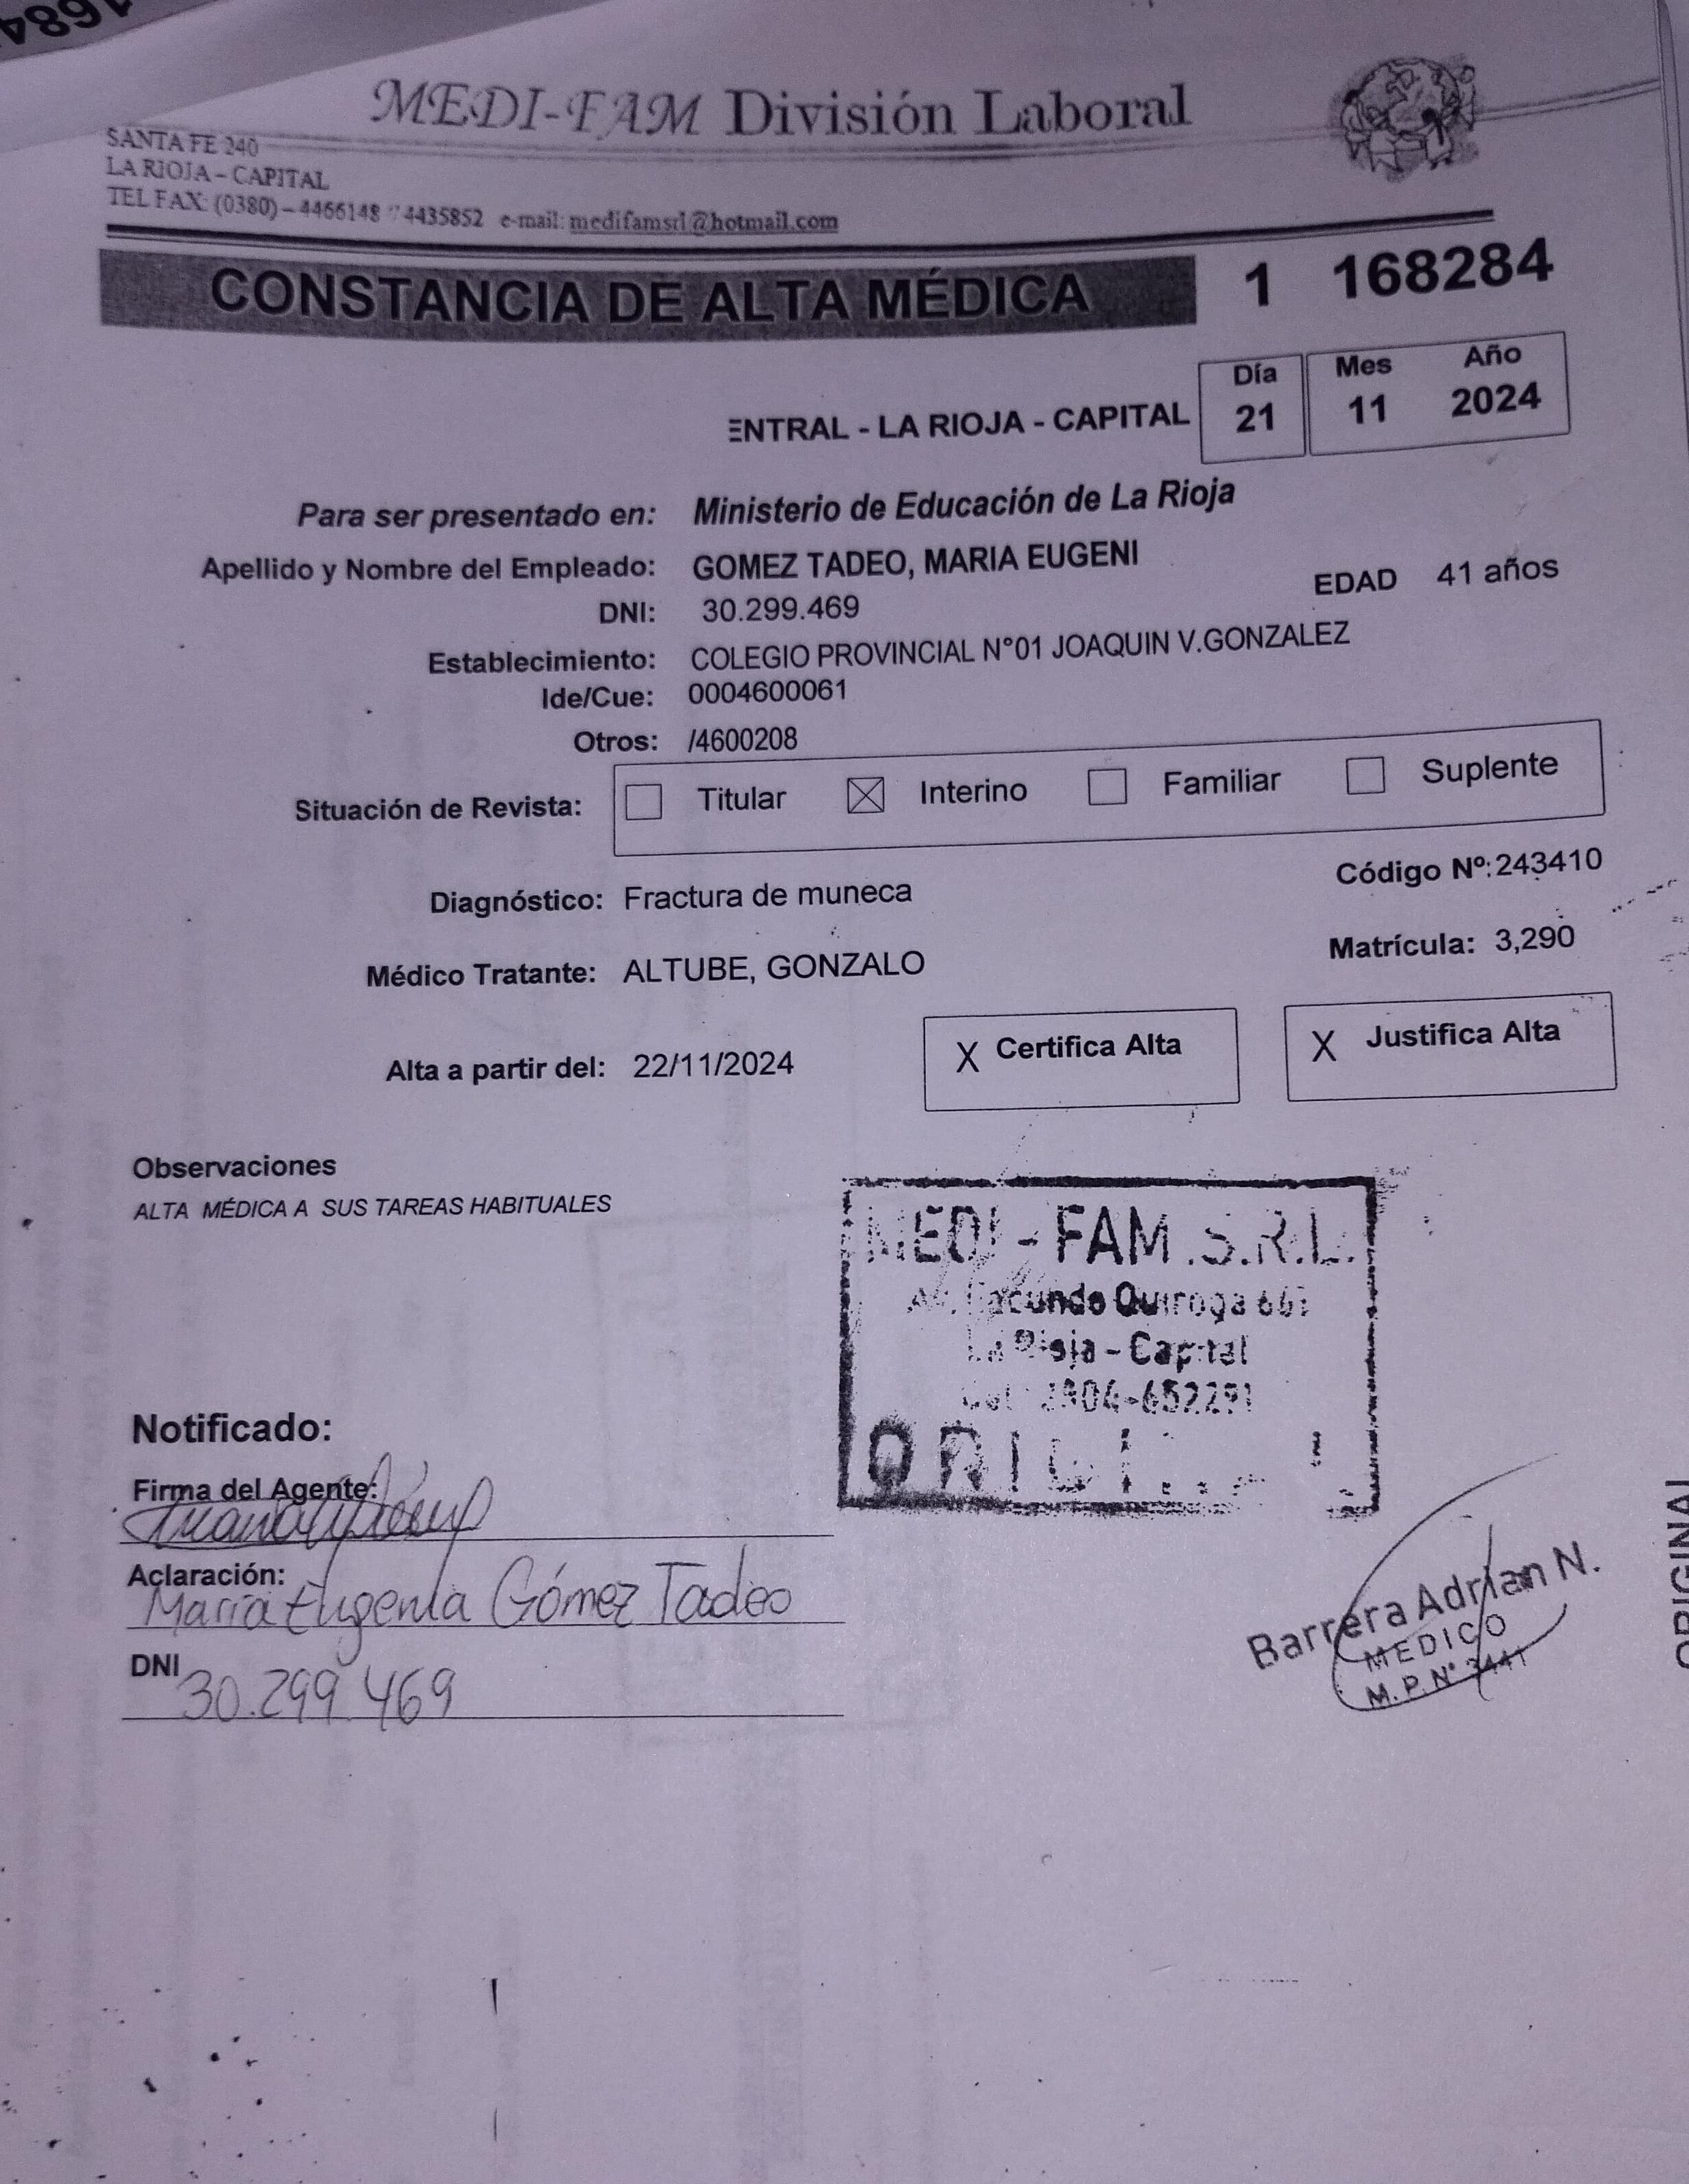 MEDI-FAM División Laboral
SANTA FE 240
LA RIOJA – CAPITAL
TEL FAX: (0380) – 4466148 4435852 e-mail: medifamsrl@hotmail.com
CONSTANCIA DE ALTA MÉDICA 1 168284
Día Mes Año
ENTRAL - LA RIOJA - CAPITAL 21 11 2024
Para ser presentado en: Ministerio de Educación de La Rioja
Apellido y Nombre del Empleado: GOMEZ TADEO, MARIA EUGENI
EDAD 41 años
DNI: 30.299.469
Establecimiento: COLEGIO PROVINCIAL N°01 JOAQUIN V.GONZALEZ
Ide/Cue: 0004600061
Otros: /4600208
Situación de Revista: Titular Interino Familiar Suplente
Diagnóstico: Fractura de muneca Código Nº: 243410
Médico Tratante: ALTUBE, GONZALO Matrícula: 3,290
Alta a partir del: 22/11/2024 X Certifica Alta X Justifica Alta
Observaciones
ALTA MÉDICA A SUS TAREAS HABITUALES
MEDI - FAM .S.R.L.
Facundo Quiroga
La Rioja - Capital
Notificado:
Firma del Agente:
Aclaración:
María Eugenia Gómez Tadeo
DNI
30.299.469
Barrera Adrian N.
MEDICO
M.P.N° 3441
ORIGINAL